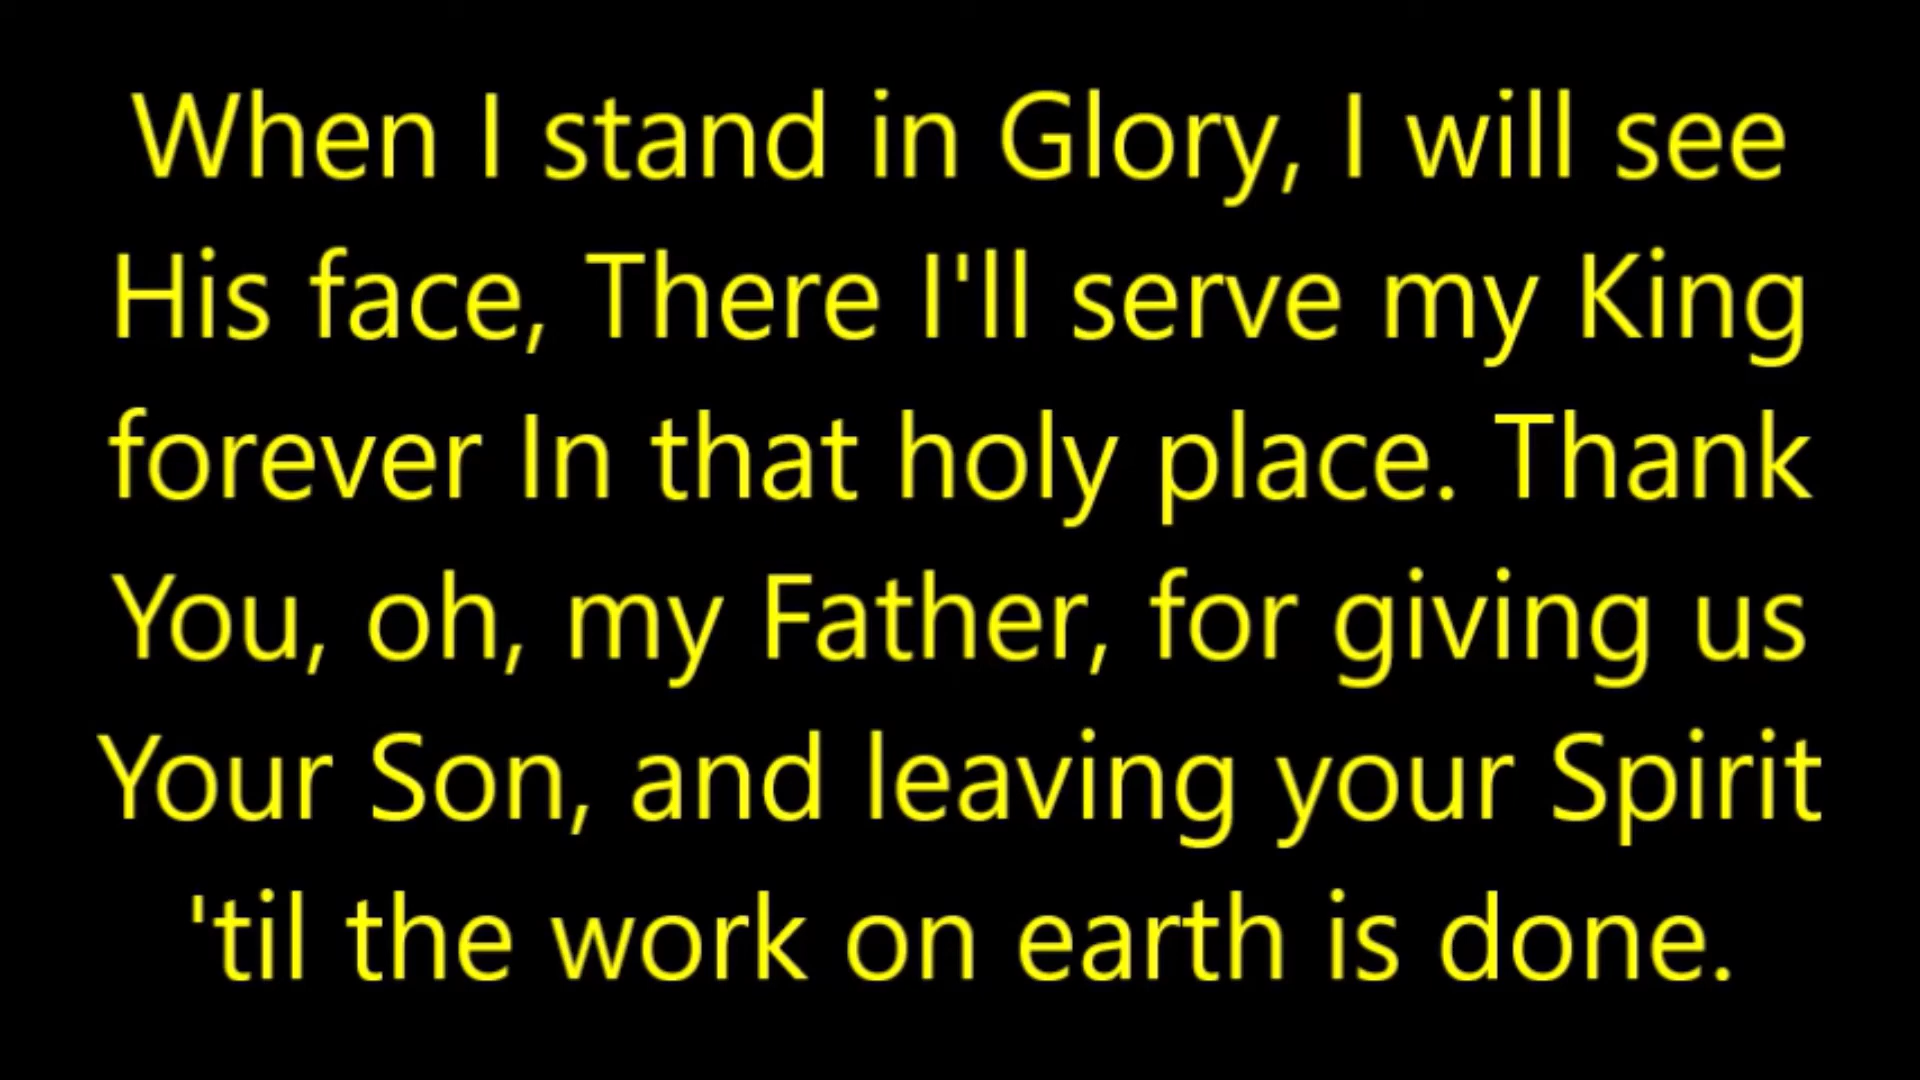 When I stand in Glory, I will see
His face, There I'll serve my King
forever In that holy place. Thank
You, oh, my Father, for giving us
Your Son, and leaving your Spirit
'til the work on earth is done.